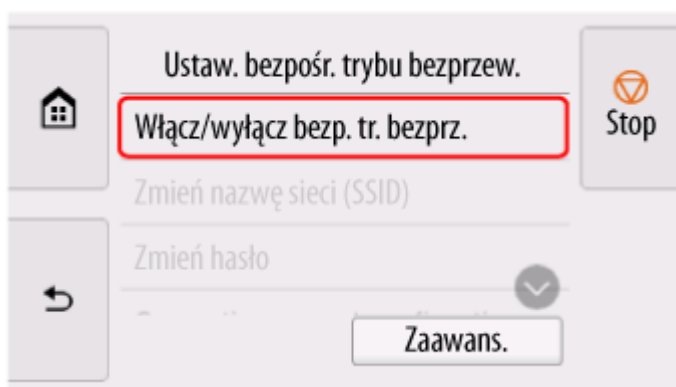 Ustaw. bezpośr. trybu bezprzew.
Włącz/wyłącz bezp. tr. bezprz.
Stop
Zmień nazwę sieci (SSID)
Zmień hasło
Zaawans.